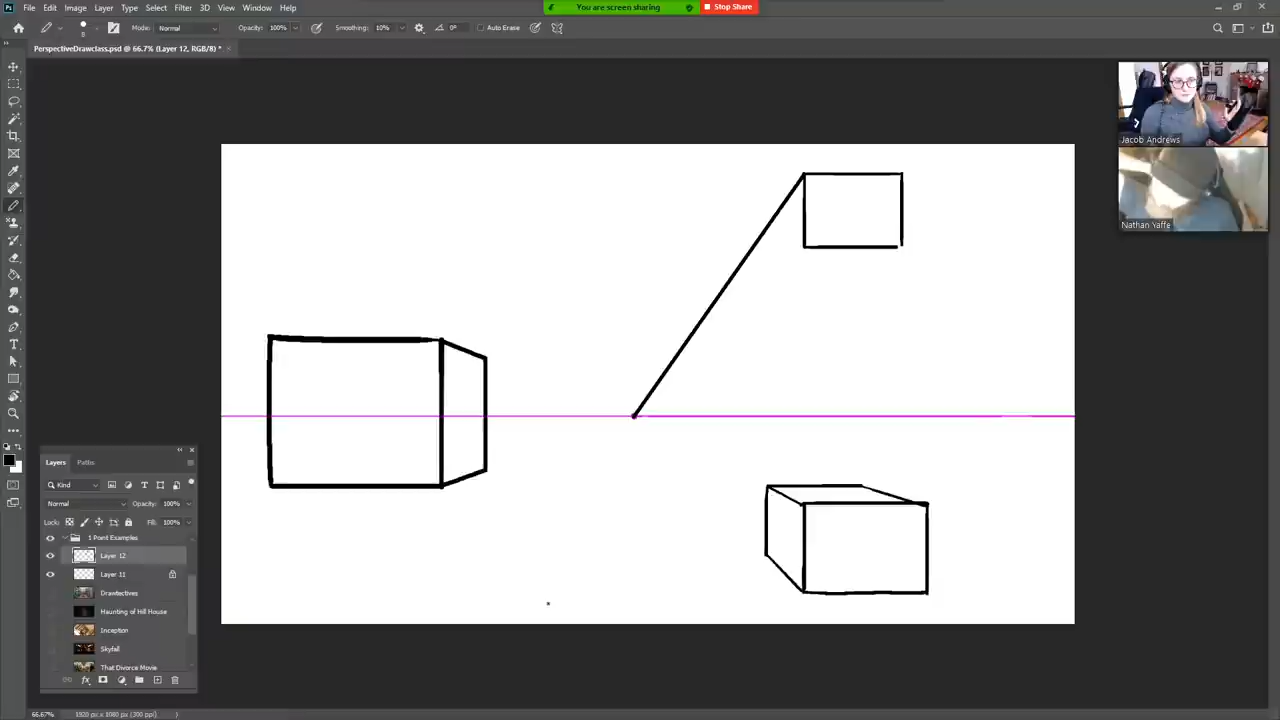 You are screen sharing Stop Share
File Edit Image Layer Type Select Filter 3D View Window Help
Mode: Normal Opacity: 100% Smoothing: 10% 0° Auto Erase
PerspectiveDrawclass.psd @ 66.7% (Layer 12, RGB/8) *
Jacob Andrews
Nathan Yaffe
Layers Paths
Kind
Normal Opacity: 100%
Lock: Fill: 100%
1 Point Examples
Layer 12
Layer 11
Drawtectives
Haunting of Hill House
Inception
Skyfall
That Divorce Movie
66.67% 1920 px x 1080 px (300 ppi)